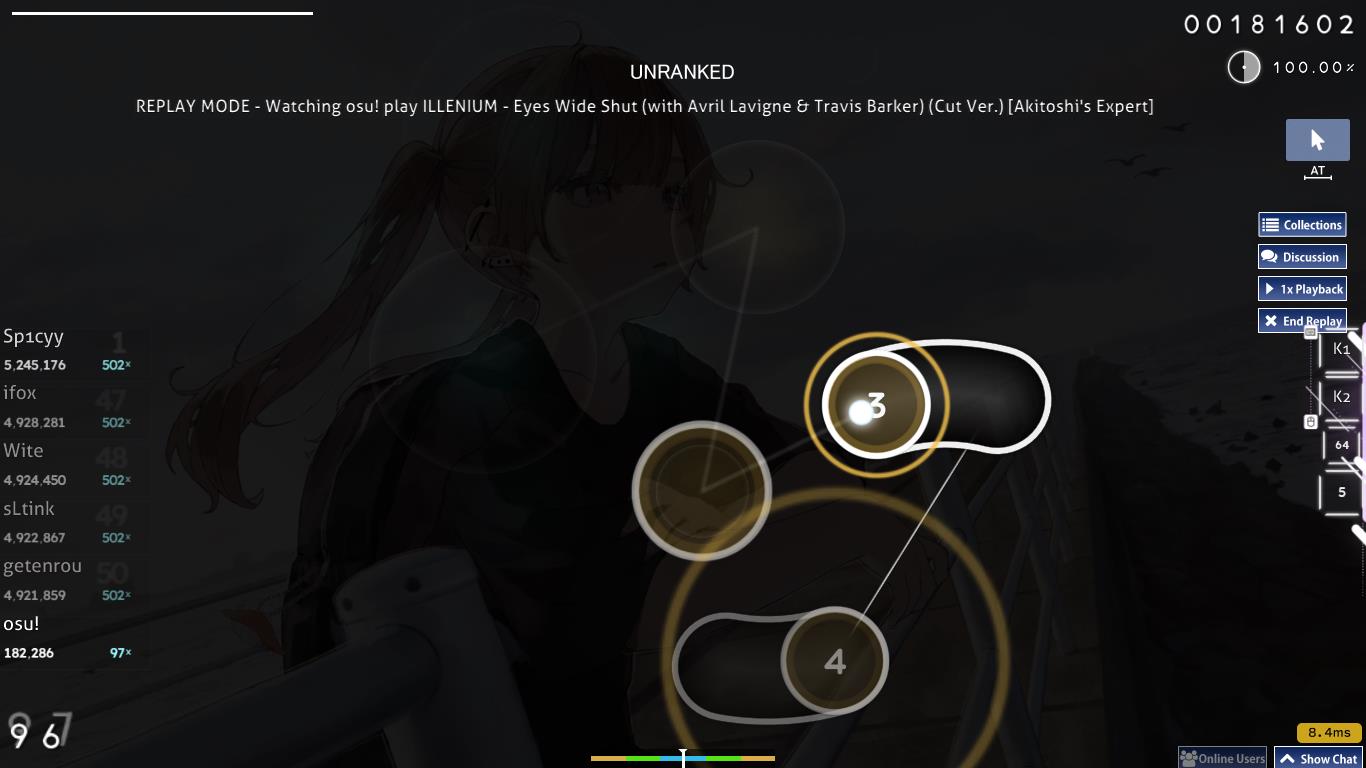 00181602
UNRANKED
100.00%
REPLAY MODE - Watching osu! play ILLENIUM - Eyes Wide Shut (with Avril Lavigne & Travis Barker) (Cut Ver.) [Akitoshi's Expert]
AT
Collections
Discussion
1x Playback
End Replay
Sp1cyy 1
5,245,176 502x
ifox 47
4,928,281 502x
Wite 48
4,924,450 502x
sLtink 49
4,922,867 502x
getenrou 50
4,921,859 502x
osu!
182,286 97x
K1
K2
64
5
3
4
8.4ms
Online Users
Show Chat